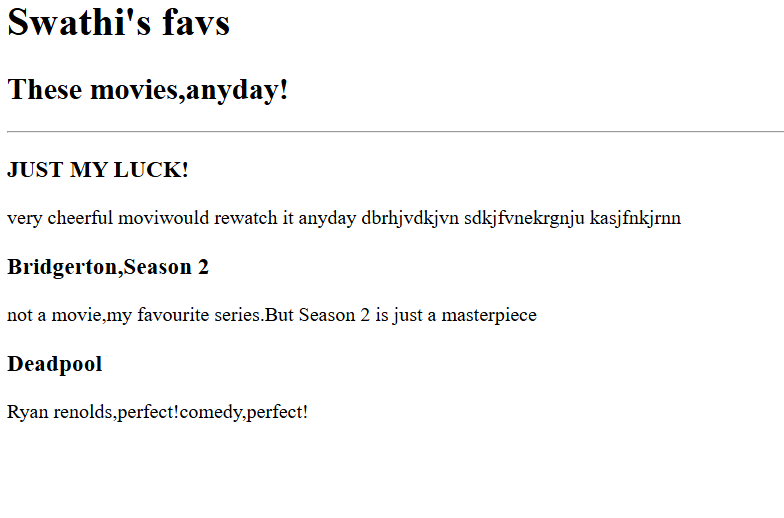 Swathi's favs
These movies,anyday!
JUST MY LUCK!
very cheerful moviwould rewatch it anyday dbrhjvdkjvn sdkjfvnekrgnju kasjfnkjrnn
Bridgerton,Season 2
not a movie,my favourite series.But Season 2 is just a masterpiece
Deadpool
Ryan renolds,perfect!comedy,perfect!